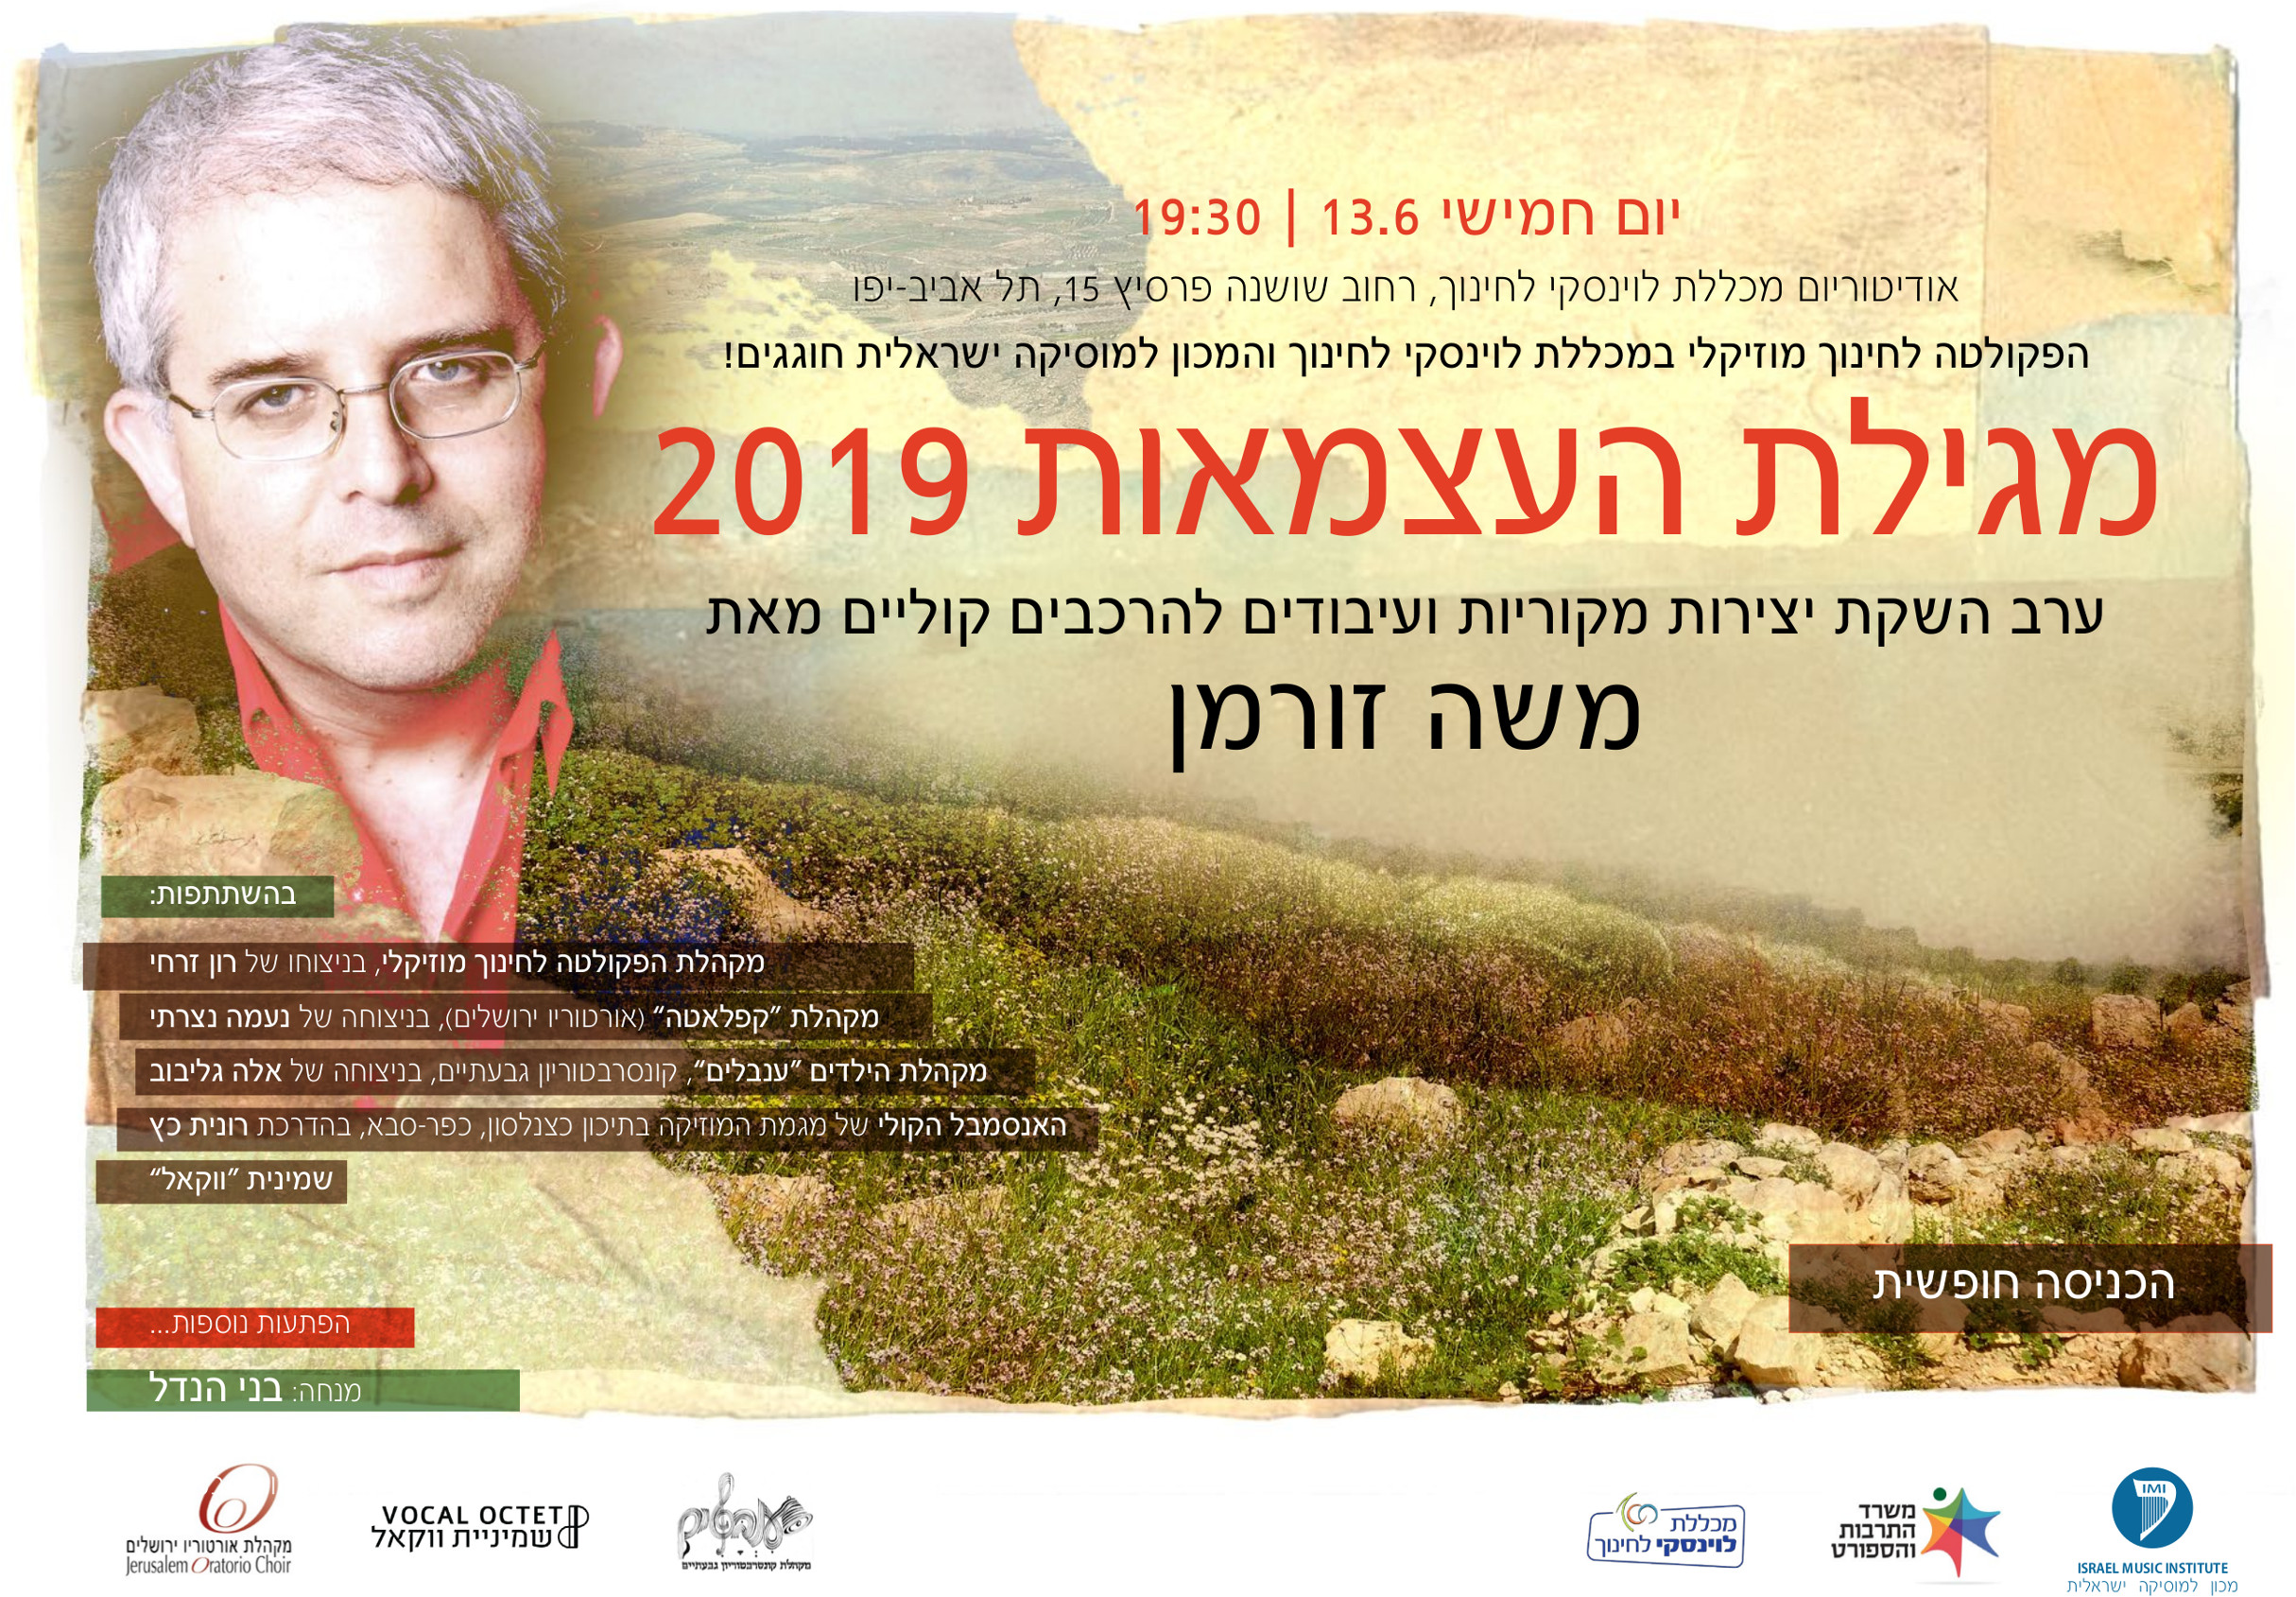 יום חמישי 13.6 | 19:30
אודיטוריום מכללת לוינסקי לחינוך, רחוב שושנה פרסיץ 15, תל אביב-יפו
הפקולטה לחינוך מוזיקלי במכללת לוינסקי לחינוך והמכון למוסיקה ישראלית חוגגים!
מגילת העצמאות 2019
ערב השקת יצירות מקוריות ועיבודים להרכבים קוליים מאת
משה זורמן
בהשתתפות:
מקהלת הפקולטה לחינוך מוזיקלי, בניצוחו של רון זרחי
מקהלת "קפלאטה" (אורטוריו ירושלים), בניצוחה של נעמה נצרתי
מקהלת הילדים "ענבלים", קונסרבטוריון גבעתיים, בניצוחה של אלה גליבוב
האנסמבל הקולי של מגמת המוזיקה בתיכון כצנלסון, כפר-סבא, בהדרכת רונית כץ
שמינית "ווקאל"
הפתעות נוספות...
מנחה: בני הנדל
הכניסה חופשית
IMI
ISRAEL MUSIC INSTITUTE
מכון למוסיקה ישראלית
משרד
התרבות
והספורט
מכללת
לוינסקי לחינוך
מקהלת קונסרבטוריון גבעתיים
VOCAL OCTET
שמיניית ווקאל
מקהלת אורטוריו ירושלים
Jerusalem Oratorio Choir